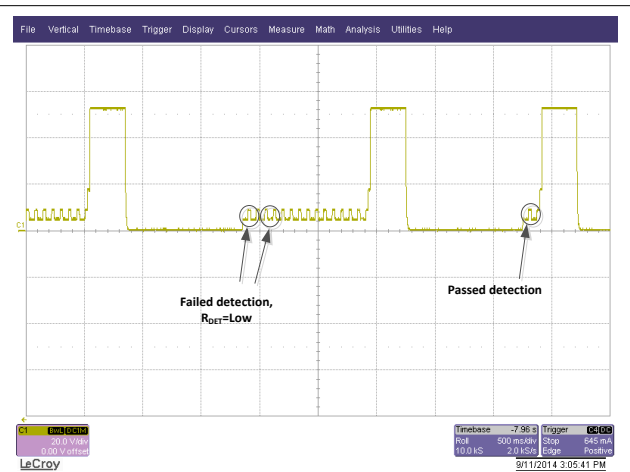 File Vertical Timebase Trigger Display Cursors Measure Math Analysis Utilities Help
C1
Failed detection,
R_DET=Low
Passed detection
C1 BwL DC1M
20.0 V/div
0.00 V offset
Timebase -7.96 s
Roll 500 ms/div
10.0 kS 2.0 kS/s
Trigger C4 DC
Stop 645 mA
Edge Positive
LeCroy
9/11/2014 3:05:41 PM